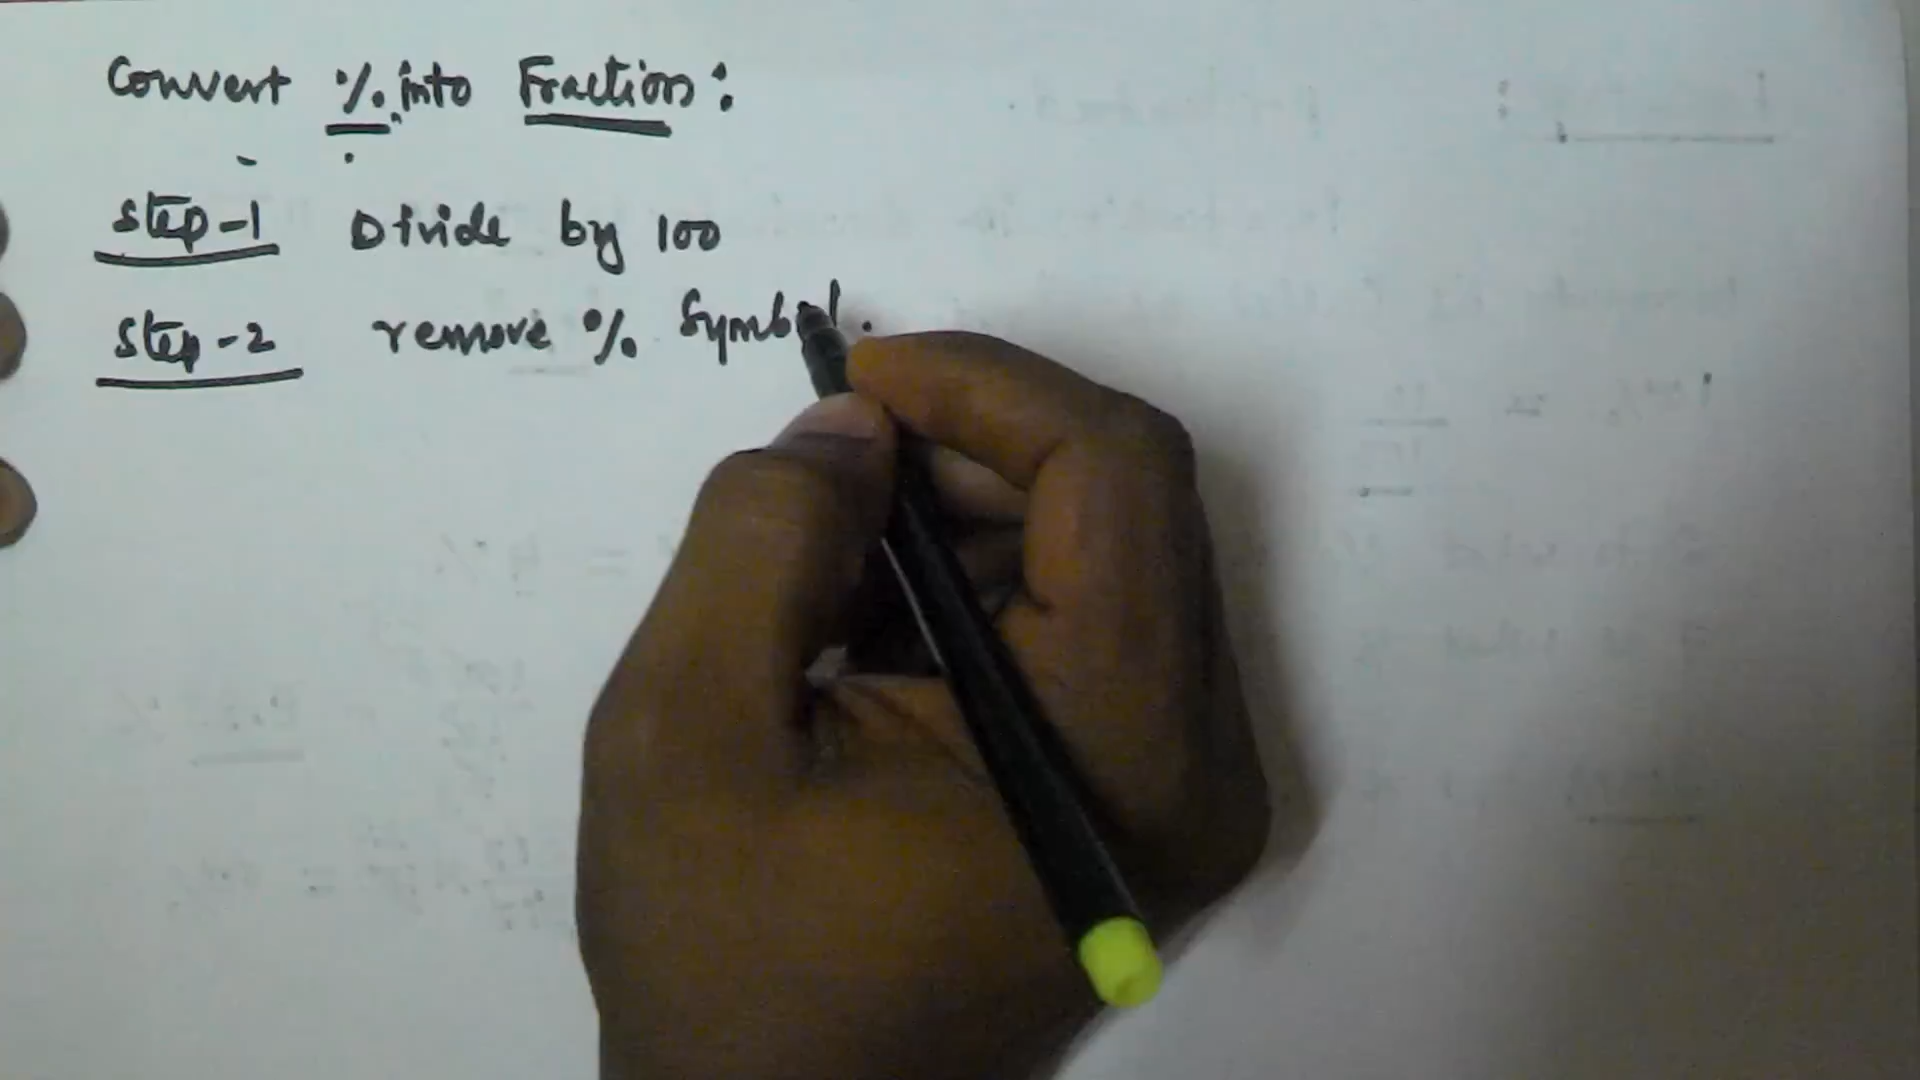 Convert % into Fraction:
Step-1 Divide by 100
Step-2 remove % Symbol.